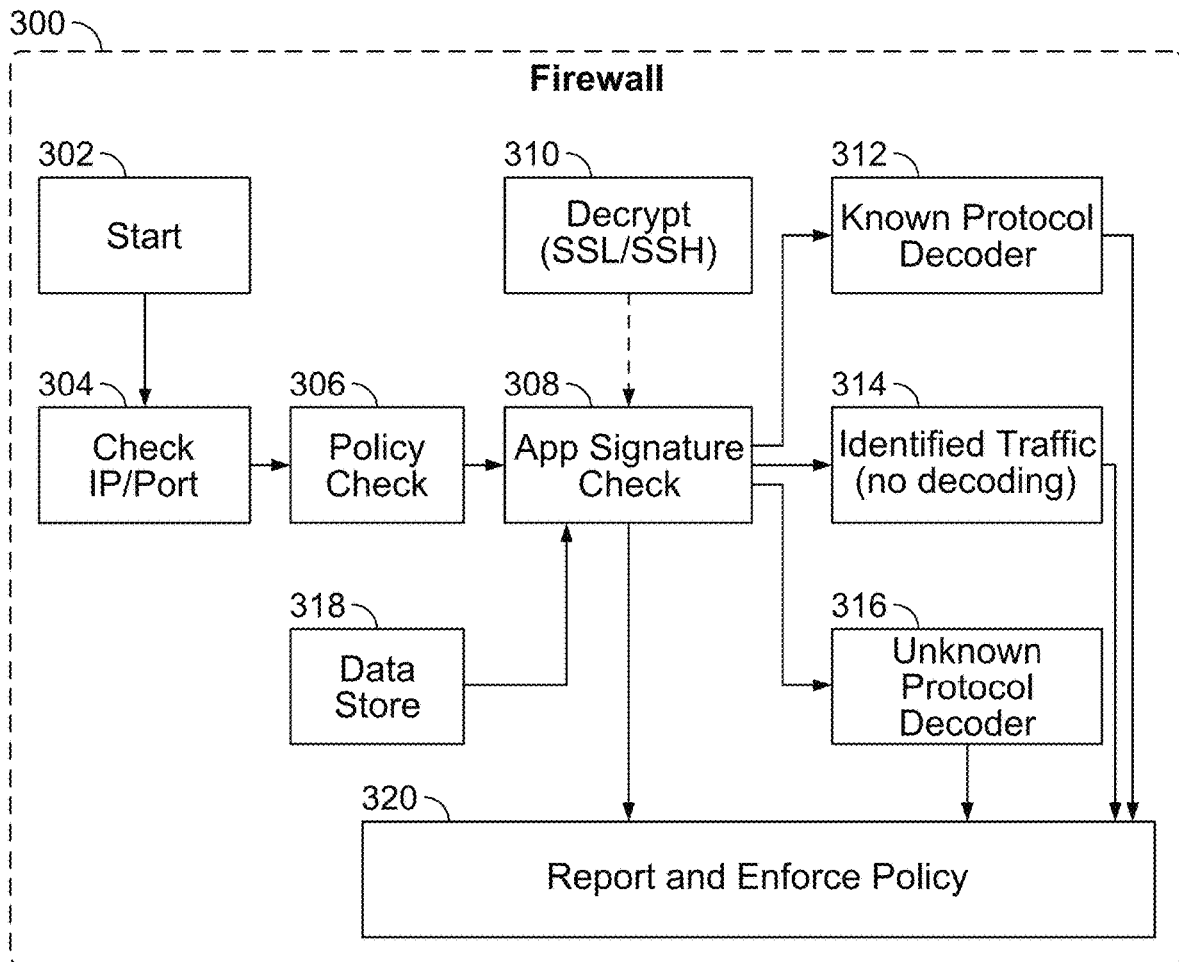 300
Firewall
302
Start
310
Decrypt
(SSL/SSH)
312
Known Protocol
Decoder
304
Check
IP/Port
306
Policy
Check
308
App Signature
Check
314
Identified Traffic
(no decoding)
318
Data
Store
316
Unknown
Protocol
Decoder
320
Report and Enforce Policy